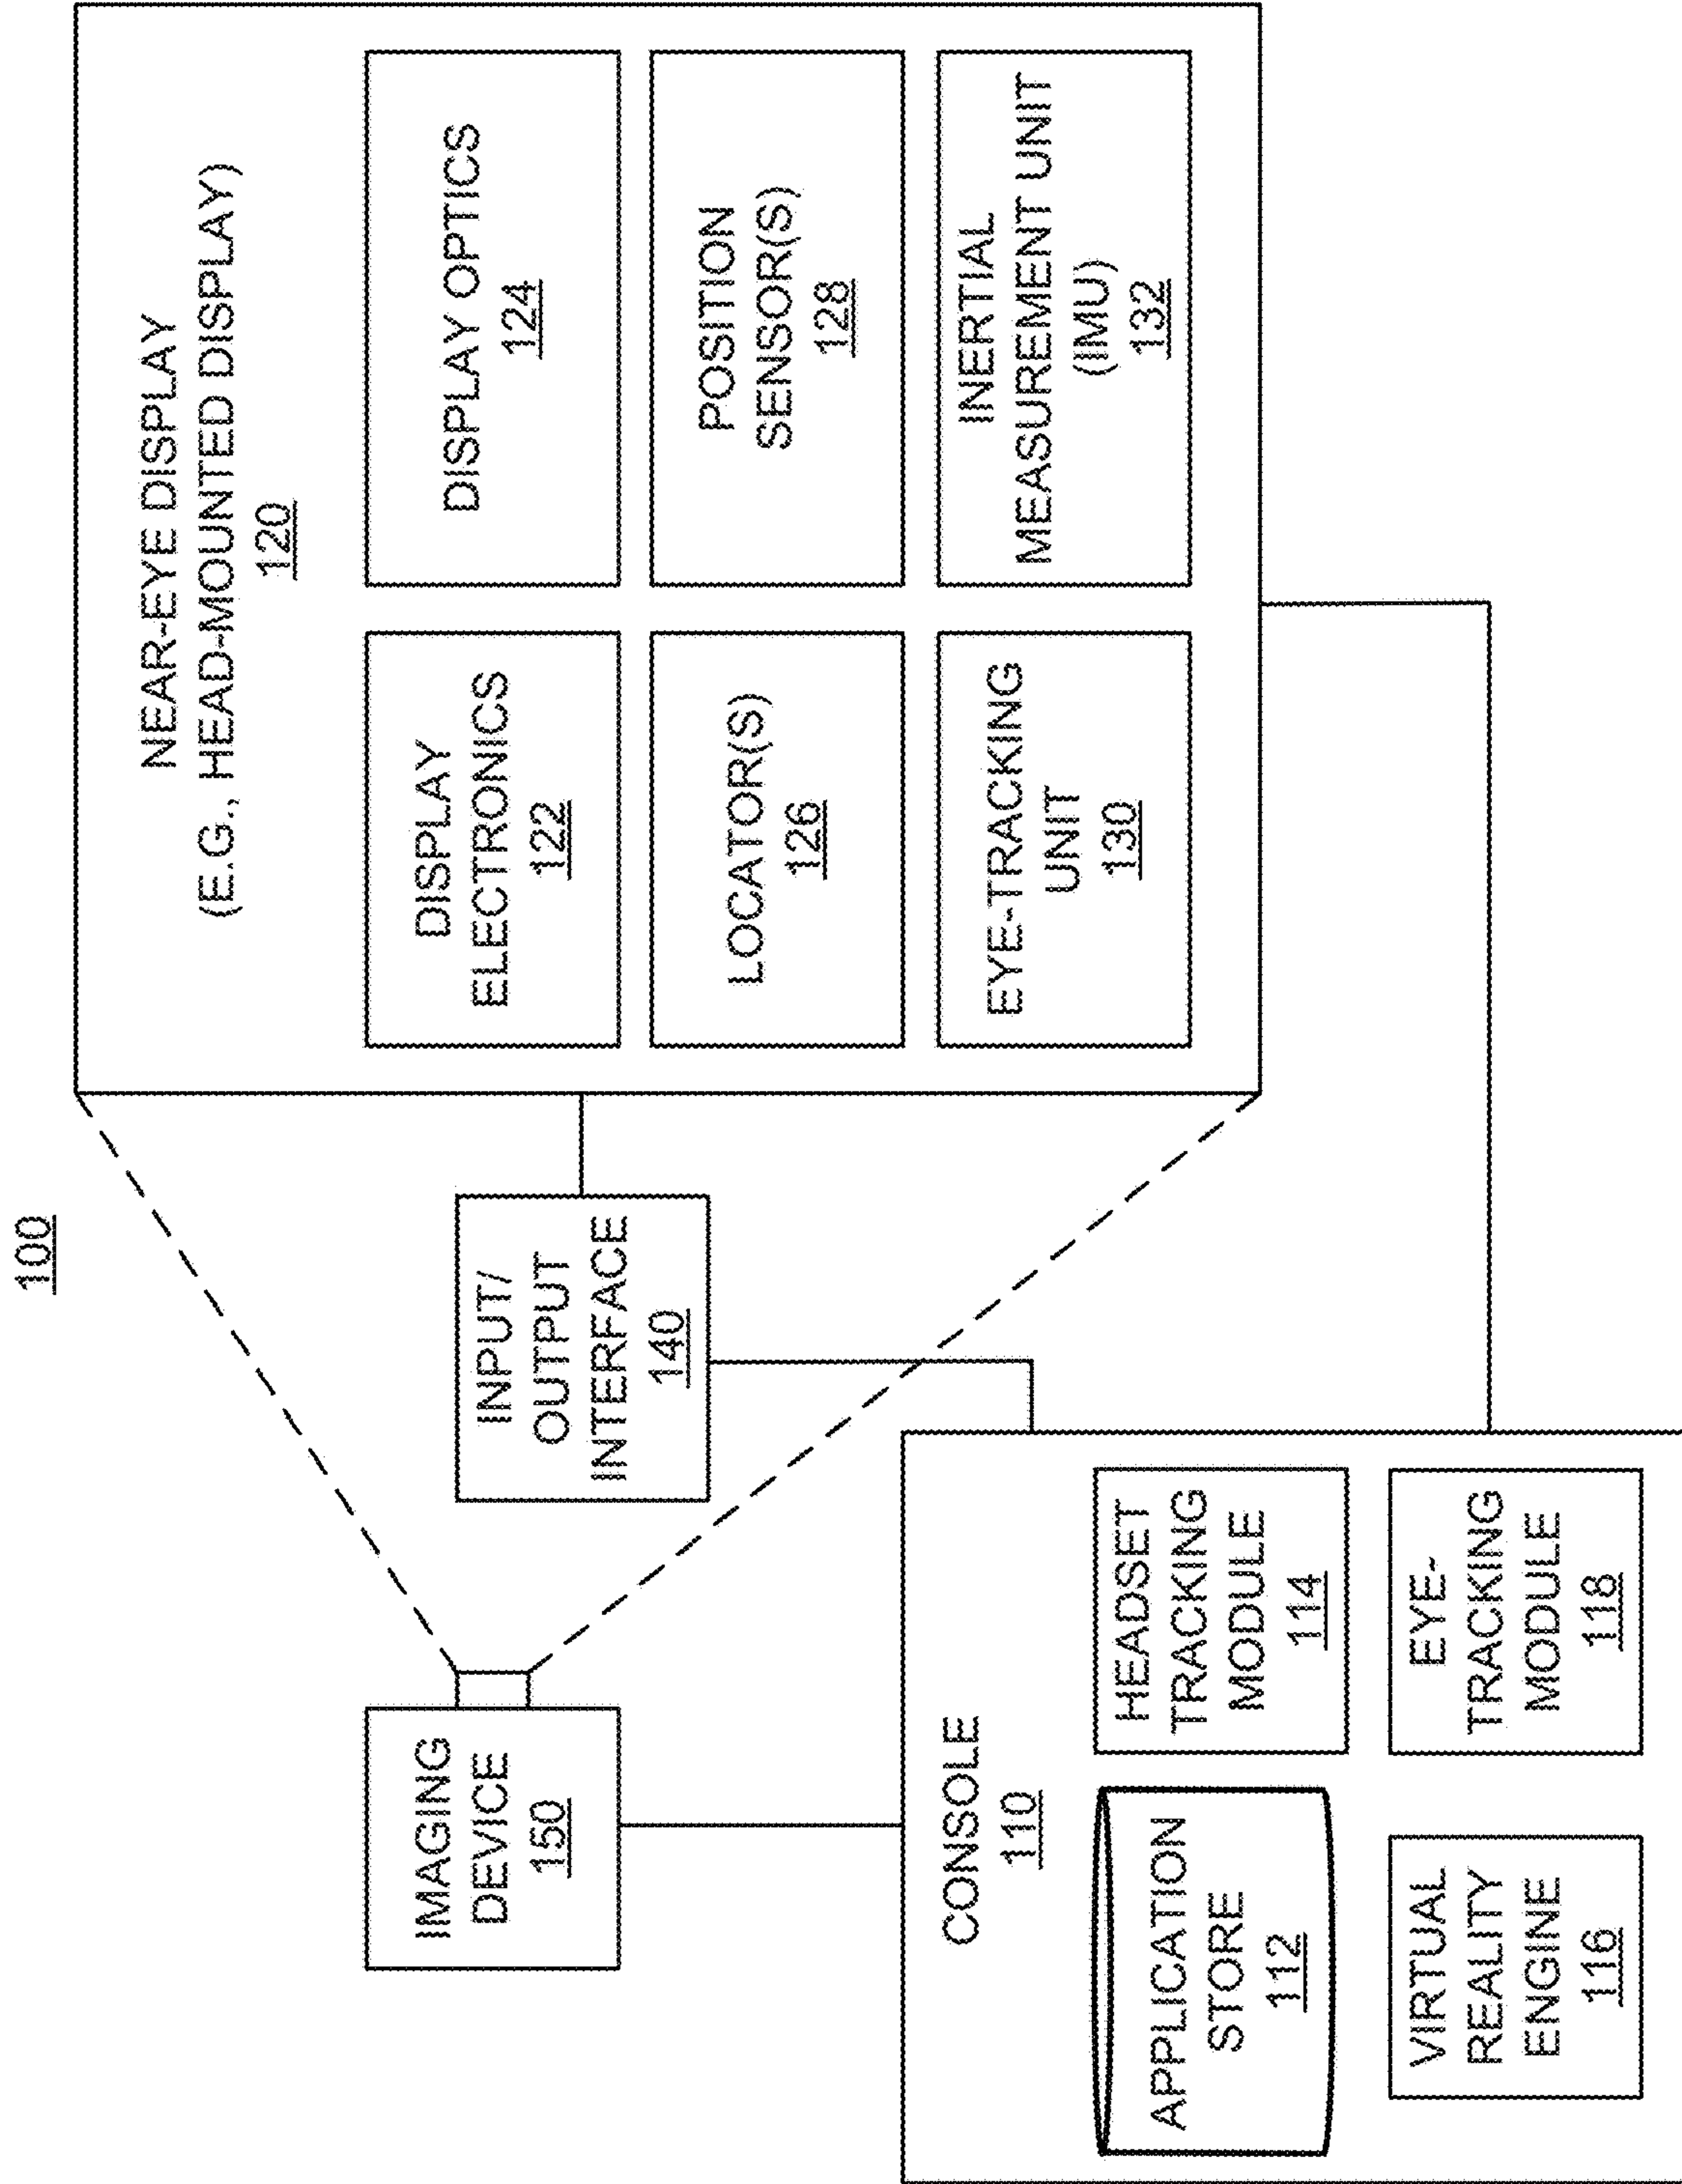 100
IMAGING
DEVICE
150
INPUT/
OUTPUT
INTERFACE
140
NEAR-EYE DISPLAY
(E.G., HEAD-MOUNTED DISPLAY)
120
DISPLAY
ELECTRONICS
122
DISPLAY OPTICS
124
LOCATOR(S)
126
POSITION
SENSOR(S)
128
EYE-TRACKING
UNIT
130
INERTIAL
MEASUREMENT UNIT
(IMU)
132
CONSOLE
110
APPLICATION
STORE
112
HEADSET
TRACKING
MODULE
114
VIRTUAL
REALITY
ENGINE
116
EYE-
TRACKING
MODULE
118